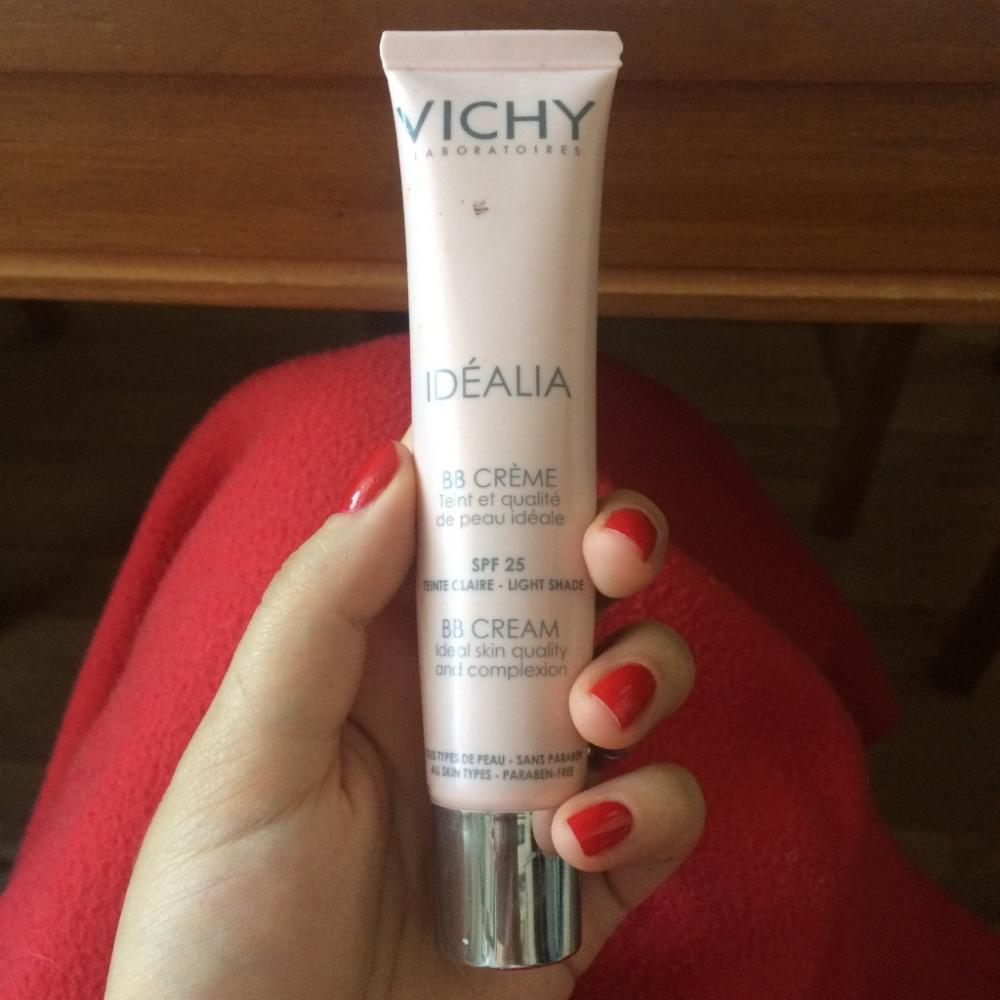 VICHY
LABORATOIRES
IDÉALIA
BB CRÈME
Teint et qualité
de peau idéale
SPF 25
TEINTE CLAIRE - LIGHT SHADE
BB CREAM
Ideal skin quality
and complexion
TOUS TYPES DE PEAU - SANS PARABEN
ALL SKIN TYPES - PARABEN-FREE